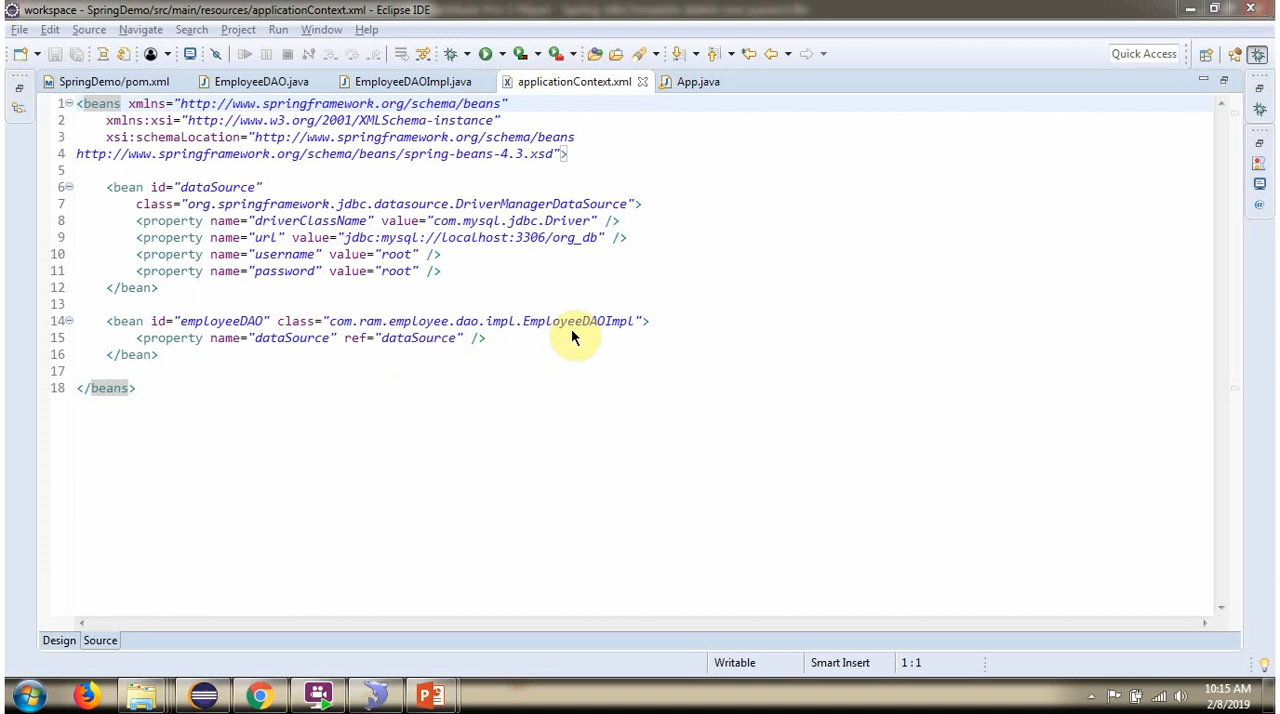 workspace - SpringDemo/src/main/resources/applicationContext.xml - Eclipse IDE
File Edit Source Navigate Search Project Run Window Help
Quick Access
SpringDemo/pom.xml EmployeeDAO.java EmployeeDAOImpl.java applicationContext.xml App.java
1 <beans xmlns="http://www.springframework.org/schema/beans"
2 xmlns:xsi="http://www.w3.org/2001/XMLSchema-instance"
3 xsi:schemaLocation="http://www.springframework.org/schema/beans
4 http://www.springframework.org/schema/beans/spring-beans-4.3.xsd">
5
6 <bean id="dataSource"
7 class="org.springframework.jdbc.datasource.DriverManagerDataSource">
8 <property name="driverClassName" value="com.mysql.jdbc.Driver" />
9 <property name="url" value="jdbc:mysql://localhost:3306/org_db" />
10 <property name="username" value="root" />
11 <property name="password" value="root" />
12 </bean>
13
14 <bean id="employeeDAO" class="com.ram.employee.dao.impl.EmployeeDAOImpl">
15 <property name="dataSource" ref="dataSource" />
16 </bean>
17
18 </beans>
Design Source
Writable Smart Insert 1 : 1
10:15 AM
2/8/2019